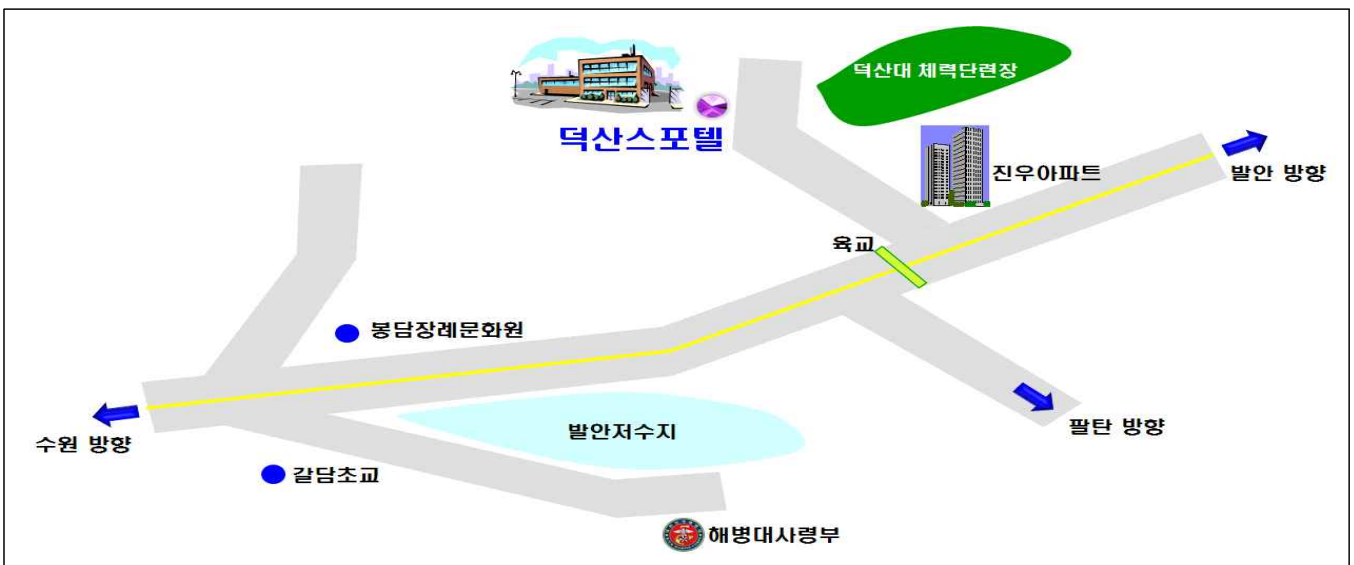 덕산대 체력단련장
덕산스포텔
진우아파트
발안 방향
육교
봉담장례문화원
발안저수지
팔탄 방향
수원 방향
갈담초교
해병대사령부